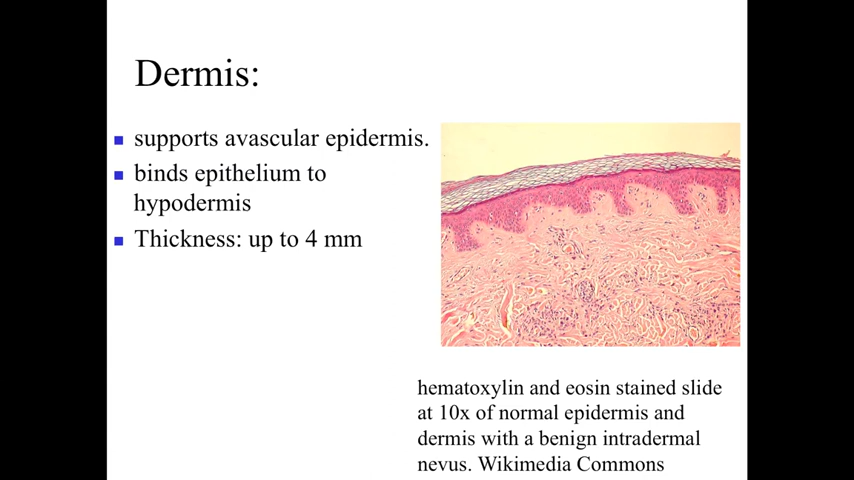 Dermis:
supports avascular epidermis.
binds epithelium to
hypodermis
Thickness: up to 4 mm
hematoxylin and eosin stained slide
at 10x of normal epidermis and
dermis with a benign intradermal
nevus. Wikimedia Commons